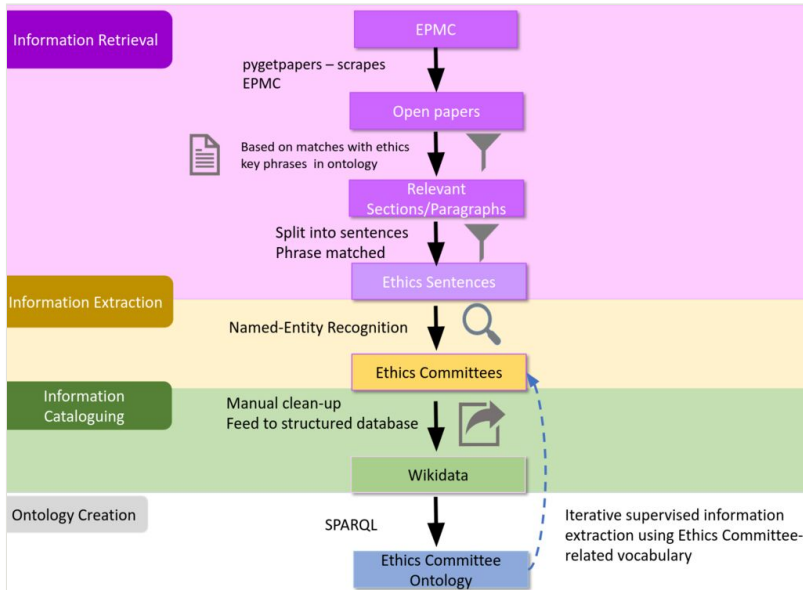 Information Retrieval
EPMC
pygetpapers – scrapes
EPMC
Open papers
Based on matches with ethics
key phrases in ontology
Relevant
Sections/Paragraphs
Split into sentences
Phrase matched
Ethics Sentences
Information Extraction
Named-Entity Recognition
Ethics Committees
Information
Cataloguing
Manual clean-up
Feed to structured database
Wikidata
Ontology Creation
SPARQL
Iterative supervised information
extraction using Ethics Committee-
related vocabulary
Ethics Committee
Ontology